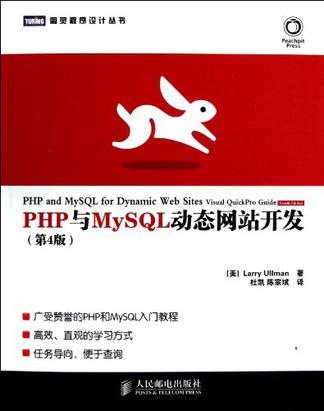 TURING 图灵程序设计丛书
Peachpit
Press
PHP and MySQL for Dynamic Web Sites Visual QuickPro Guide
PHP与MySQL动态网站开发
（第4版）
[美] Larry Ullman 著
杜凯 陈宗斌 译
广受赞誉的PHP和MySQL入门教程
高效、直观的学习方式
任务导向，便于查询
人民邮电出版社
POSTS & TELECOM PRESS